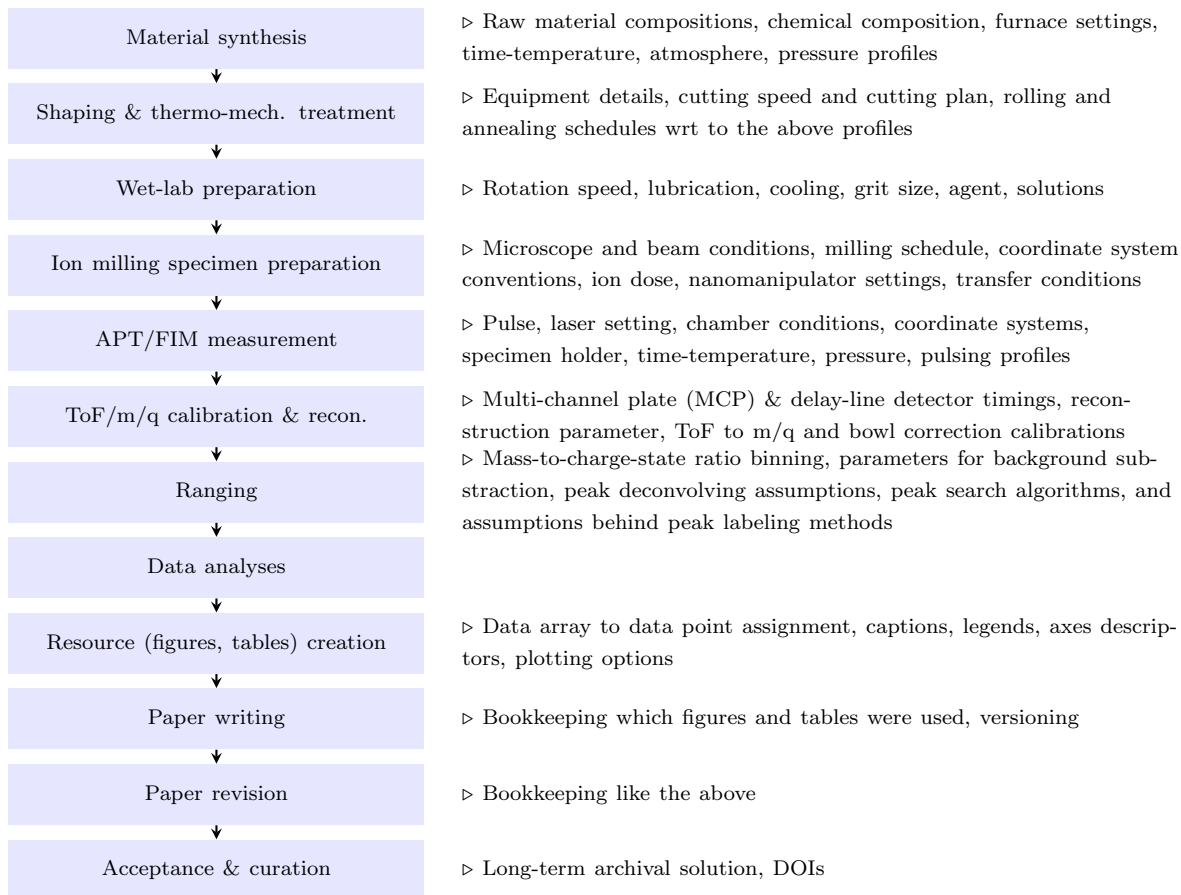 Material synthesis
▷ Raw material compositions, chemical composition, furnace settings,
time-temperature, atmosphere, pressure profiles
Shaping & thermo-mech. treatment
▷ Equipment details, cutting speed and cutting plan, rolling and
annealing schedules wrt to the above profiles
Wet-lab preparation
▷ Rotation speed, lubrication, cooling, grit size, agent, solutions
Ion milling specimen preparation
▷ Microscope and beam conditions, milling schedule, coordinate system
conventions, ion dose, nanomanipulator settings, transfer conditions
APT/FIM measurement
▷ Pulse, laser setting, chamber conditions, coordinate systems,
specimen holder, time-temperature, pressure, pulsing profiles
ToF/m/q calibration & recon.
▷ Multi-channel plate (MCP) & delay-line detector timings, recon-
struction parameter, ToF to m/q and bowl correction calibrations
Ranging
▷ Mass-to-charge-state ratio binning, parameters for background sub-
straction, peak deconvolving assumptions, peak search algorithms, and
assumptions behind peak labeling methods
Data analyses
Resource (figures, tables) creation
▷ Data array to data point assignment, captions, legends, axes descrip-
tors, plotting options
Paper writing
▷ Bookkeeping which figures and tables were used, versioning
Paper revision
▷ Bookkeeping like the above
Acceptance & curation
▷ Long-term archival solution, DOIs